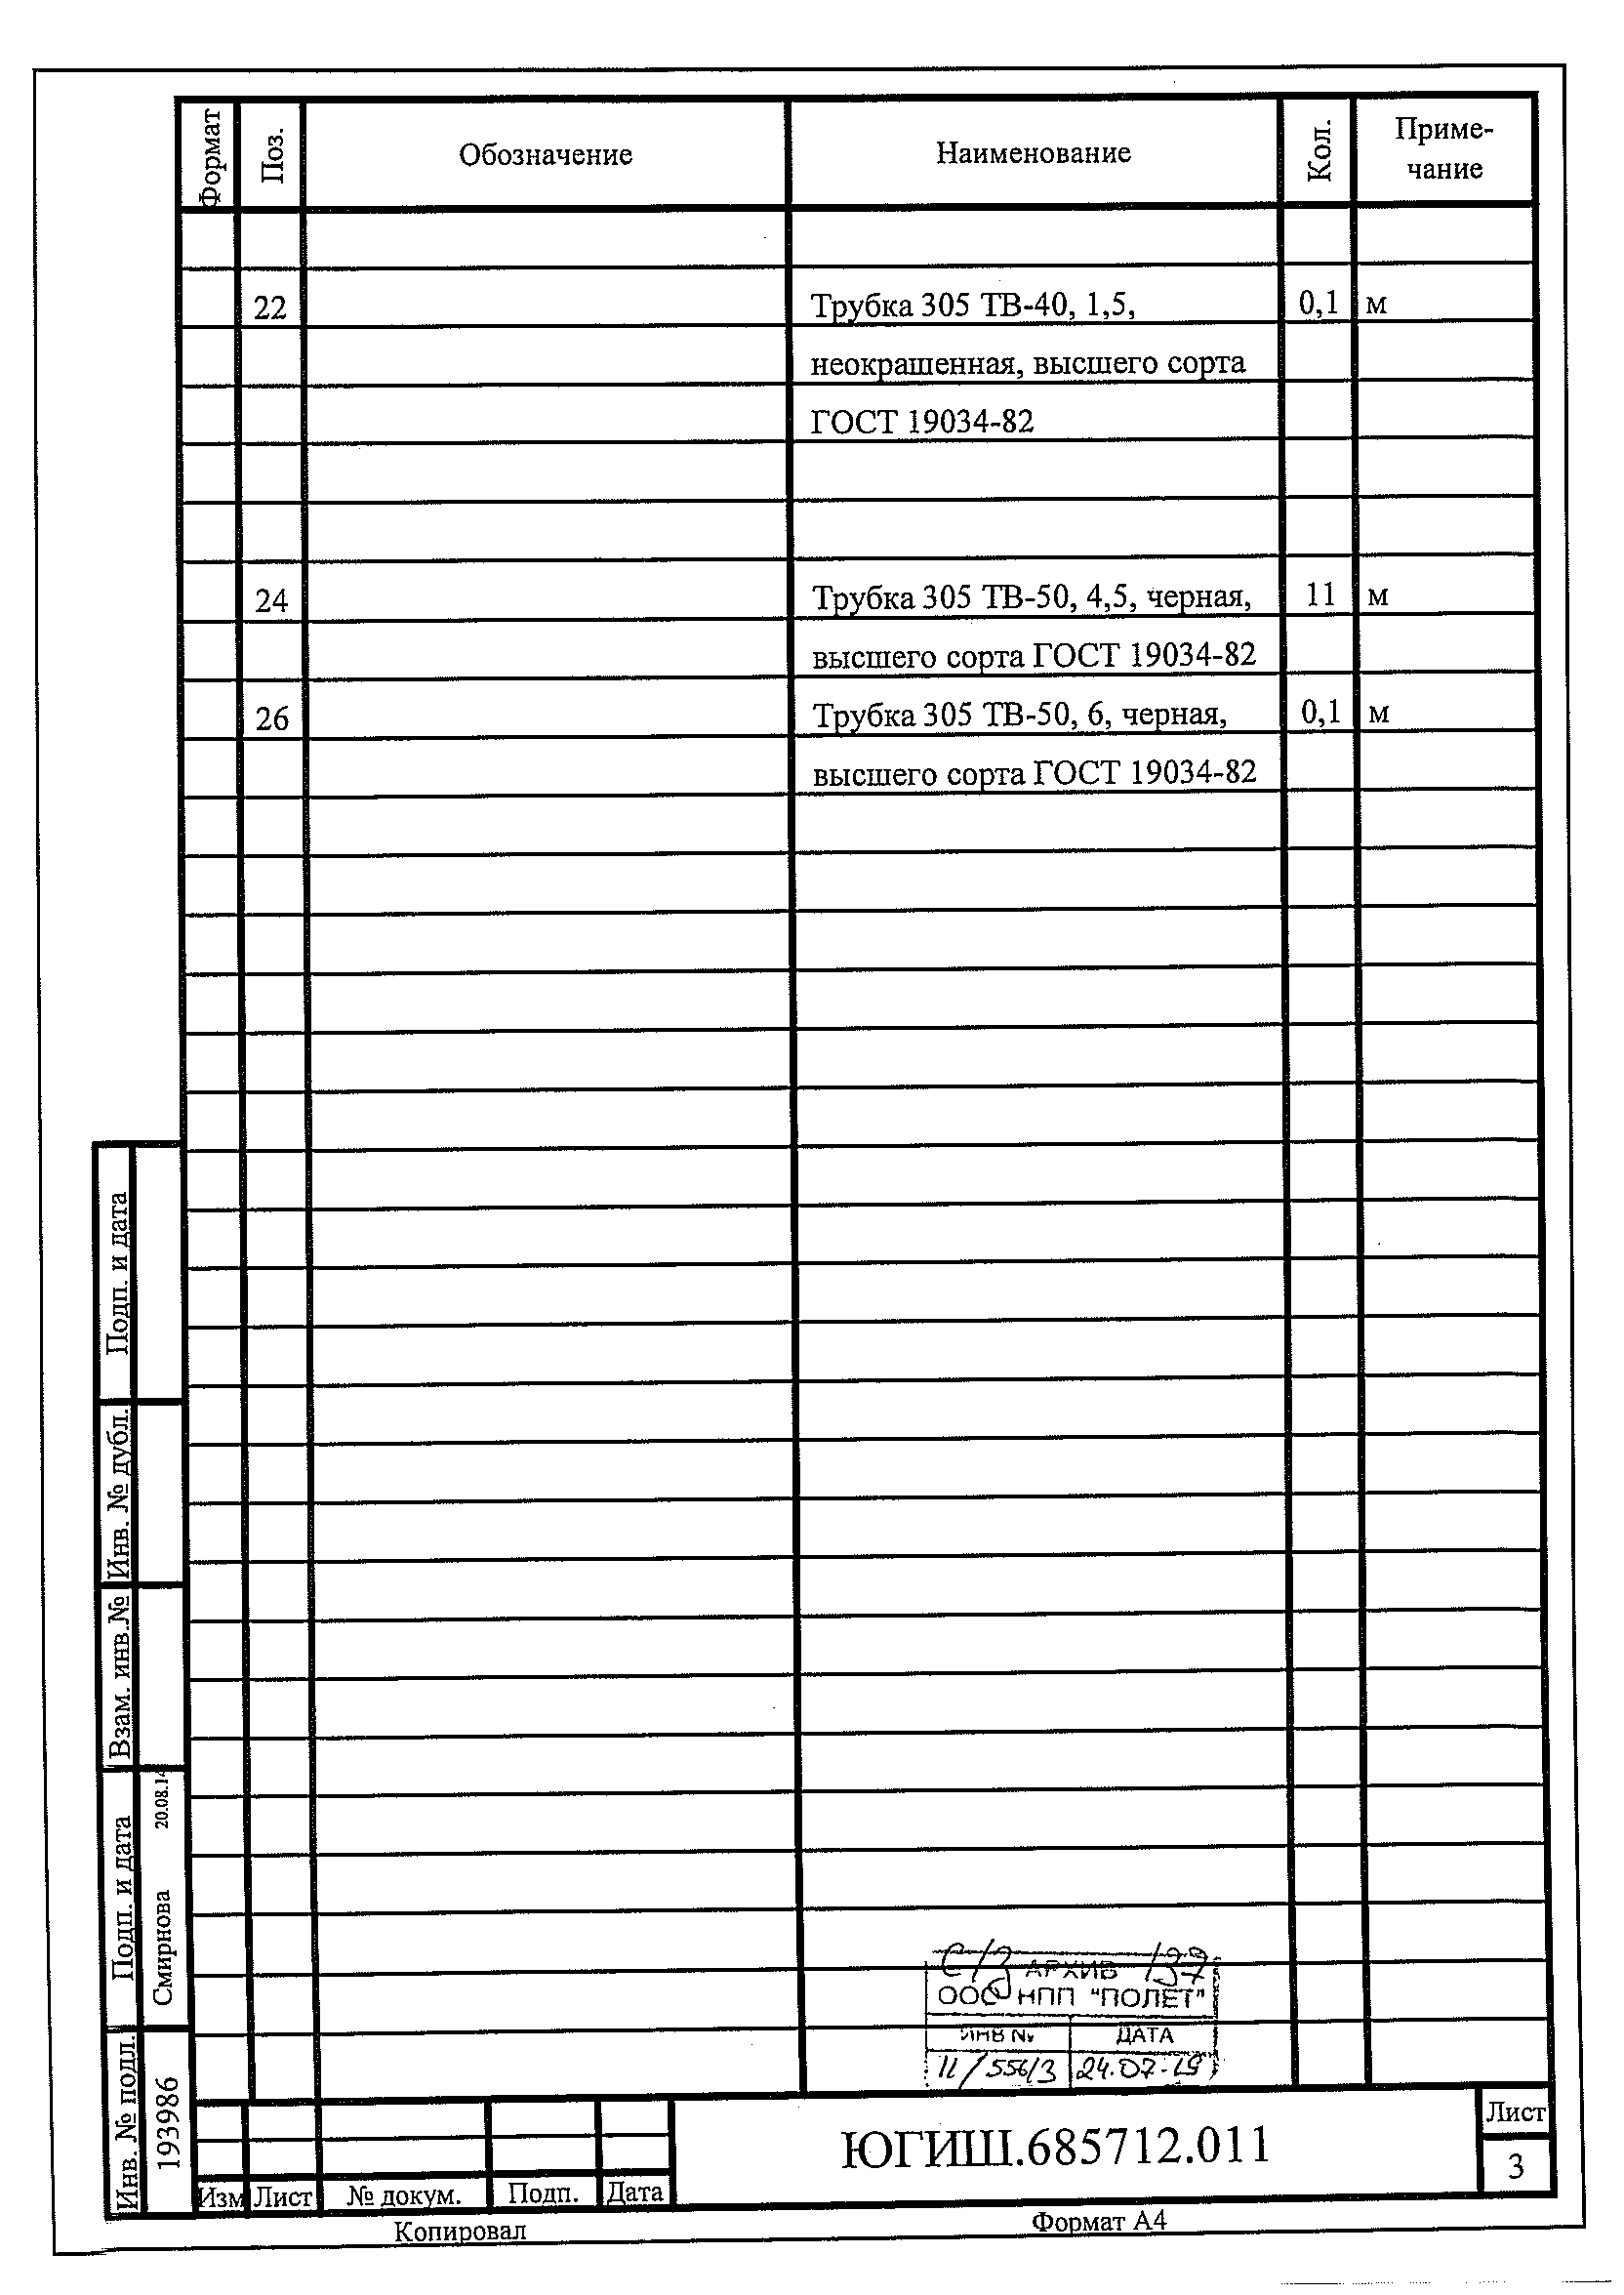 Формат Поз. Обозначение Наименование Кол. Приме-
чание
22 Трубка 305 ТВ-40, 1,5, 0,1 м
неокрашенная, высшего сорта
ГОСТ 19034-82
24 Трубка 305 ТВ-50, 4,5, черная, 11 м
высшего сорта ГОСТ 19034-82
26 Трубка 305 ТВ-50, 6, черная, 0,1 м
высшего сорта ГОСТ 19034-82
Подп. и дата
Инв. № дубл.
Взам. инв.№
Подп. и дата
Смирнова 20.08.14
Инв. № подл.
193986
С/З АРХИВ 137
ООО НПП "ПОЛЕТ"
ИНВ № ДАТА
11/556/3 24.07.19
ЮГИШ.685712.011
Лист
3
Изм Лист № докум. Подп. Дата
Копировал Формат А4